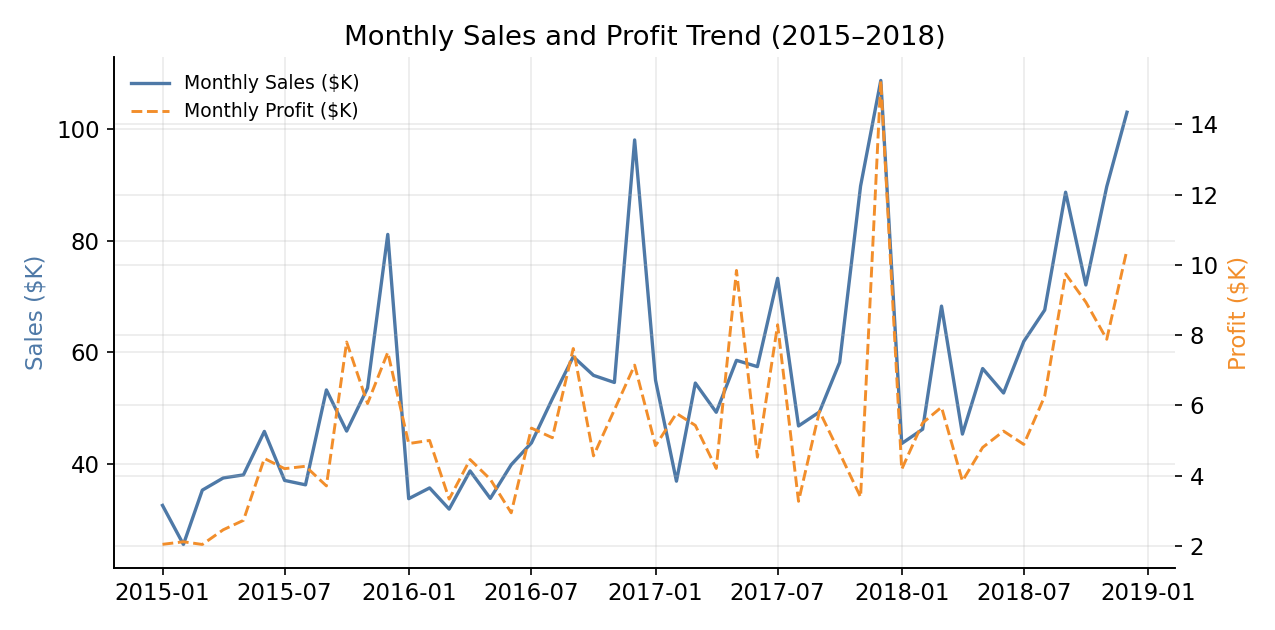 Monthly Sales and Profit Trend (2015–2018)
Monthly Sales ($K)
Monthly Profit ($K)
Sales ($K)
100
80
60
40
14
12
10
8
6
4
2
Profit ($K)
2015-01 2015-07 2016-01 2016-07 2017-01 2017-07 2018-01 2018-07 2019-01